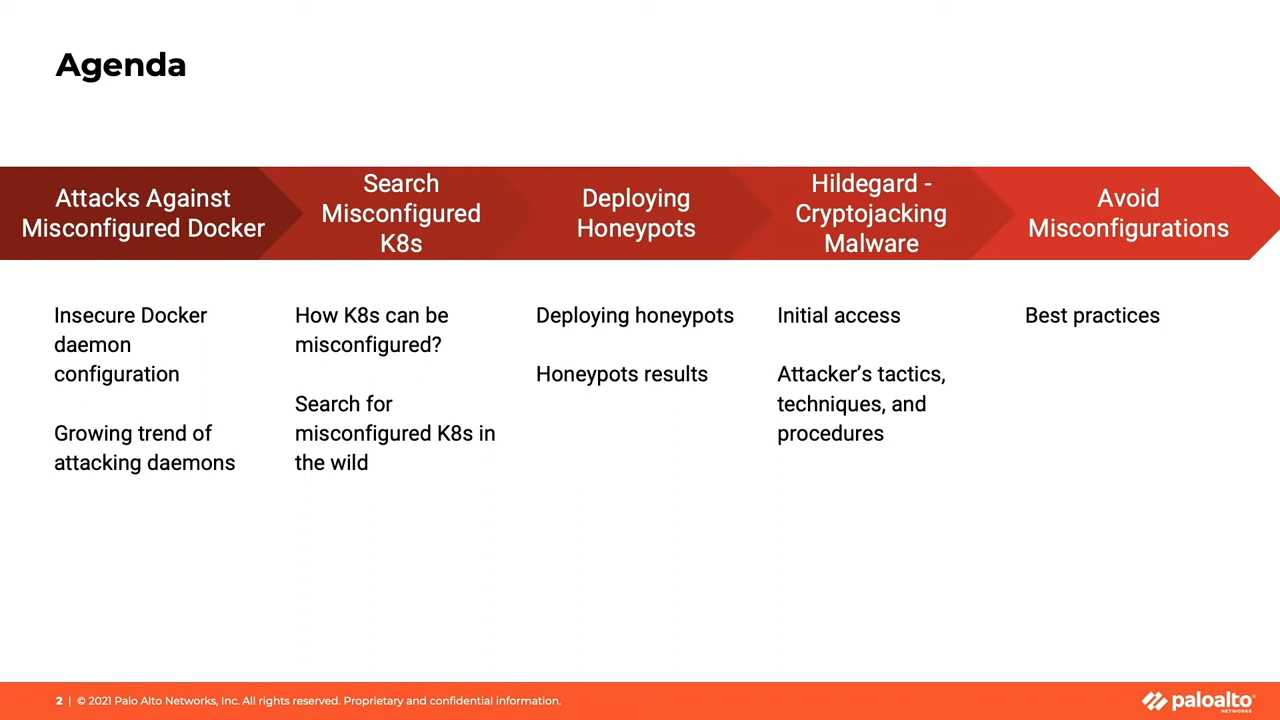 Agenda
Attacks Against
Misconfigured Docker
Search
Misconfigured
K8s
Deploying
Honeypots
Hildegard -
Cryptojacking
Malware
Avoid
Misconfigurations
Insecure Docker
daemon
configuration
Growing trend of
attacking daemons
How K8s can be
misconfigured?
Search for
misconfigured K8s in
the wild
Deploying honeypots
Honeypots results
Initial access
Attacker’s tactics,
techniques, and
procedures
Best practices
2 | © 2021 Palo Alto Networks, Inc. All rights reserved. Proprietary and confidential information.
paloalto
NETWORKS